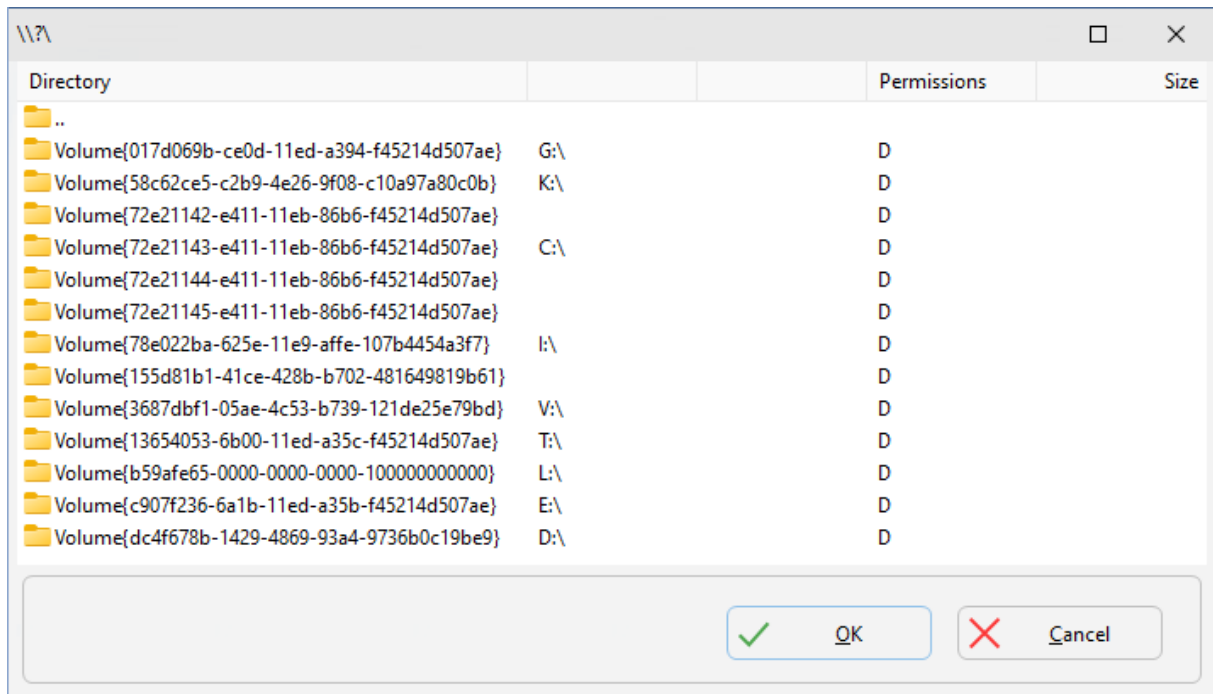 \\?\
Directory Permissions Size
..
Volume{017d069b-ce0d-11ed-a394-f45214d507ae} G:\ D
Volume{58c62ce5-c2b9-4e26-9f08-c10a97a80c0b} K:\ D
Volume{72e21142-e411-11eb-86b6-f45214d507ae} D
Volume{72e21143-e411-11eb-86b6-f45214d507ae} C:\ D
Volume{72e21144-e411-11eb-86b6-f45214d507ae} D
Volume{72e21145-e411-11eb-86b6-f45214d507ae} D
Volume{78e022ba-625e-11e9-affe-107b4454a3f7} I:\ D
Volume{155d81b1-41ce-428b-b702-481649819b61} D
Volume{3687dbf1-05ae-4c53-b739-121de25e79bd} V:\ D
Volume{13654053-6b00-11ed-a35c-f45214d507ae} T:\ D
Volume{b59afe65-0000-0000-0000-100000000000} L:\ D
Volume{c907f236-6a1b-11ed-a35b-f45214d507ae} E:\ D
Volume{dc4f678b-1429-4869-93a4-9736b0c19be9} D:\ D
OK Cancel